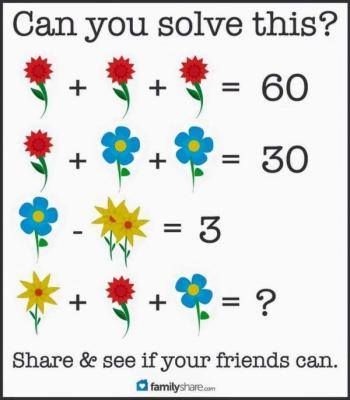 Can you solve this?
+ + = 60
+ + = 30
- = 3
+ + = ?
Share & see if your friends can.
familyshare.com